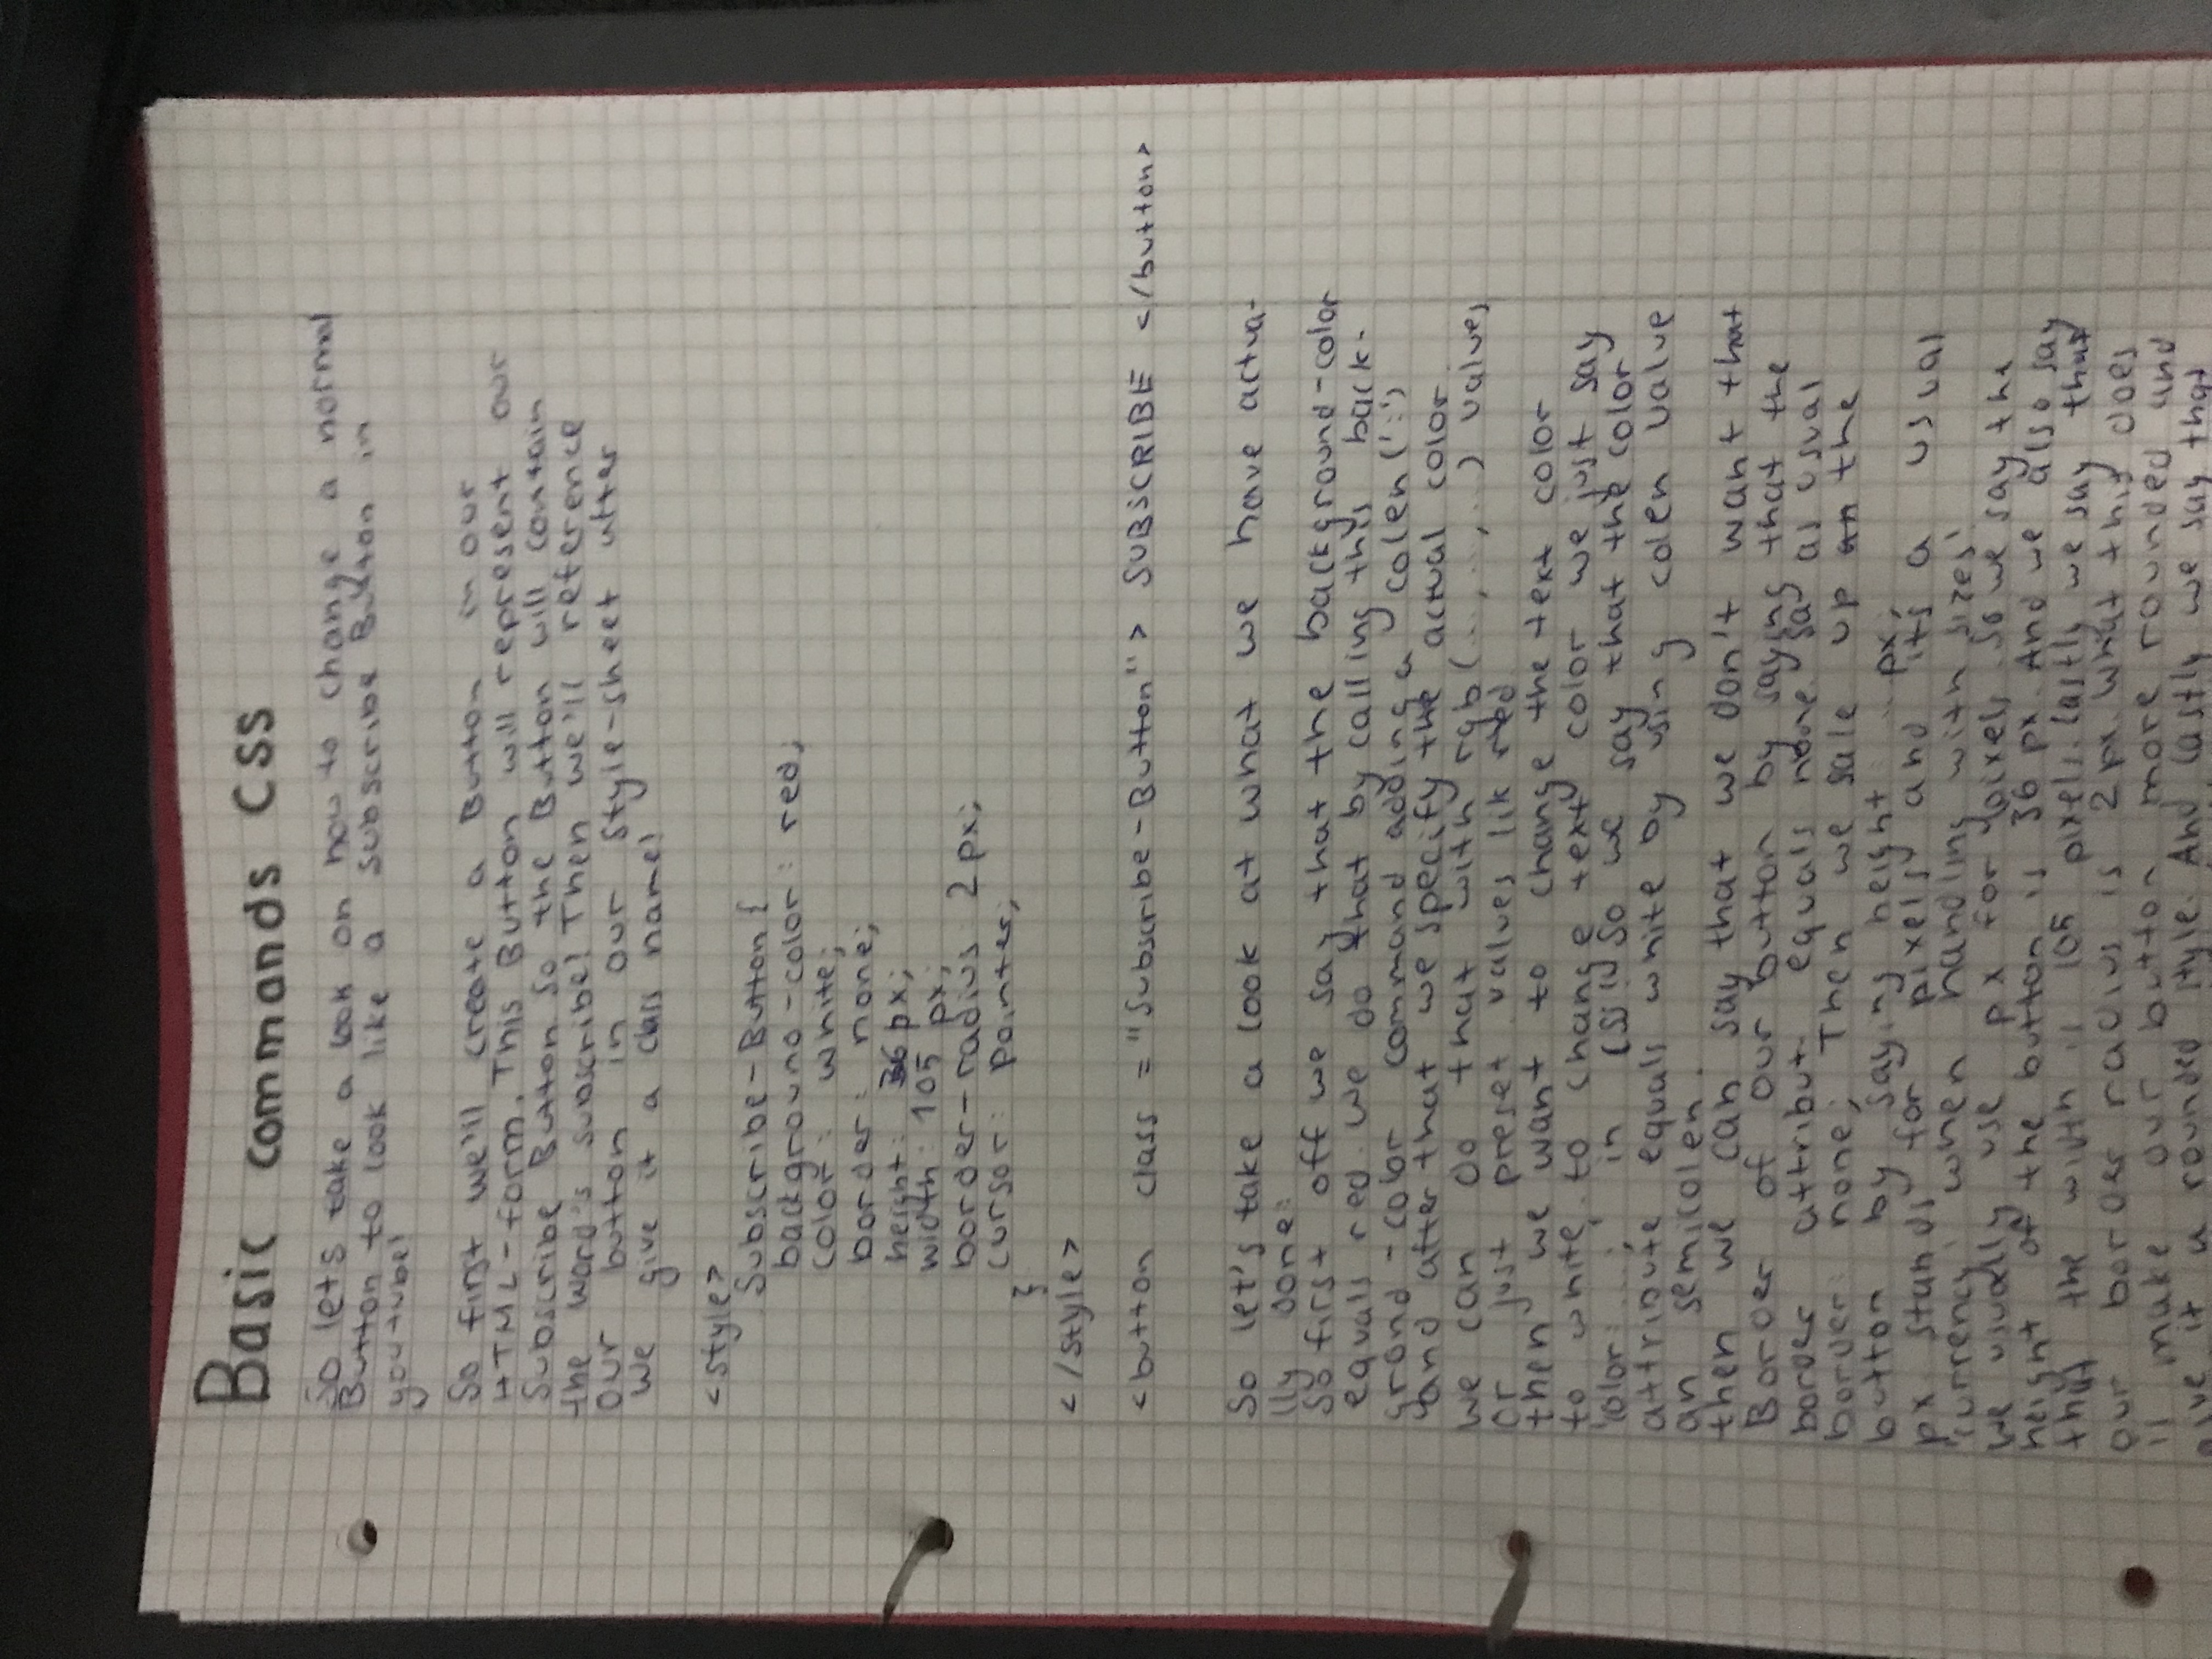 Basic commands CSS
So lets take a look on how to change a normal
Button to look like a subscribe Button in
youtube!
So first we'll create a Button in our
HTML-form. This Button will represent our
Subscribe Button so the Button will contain
the word's subscribe! Then we'll reference
our button in our style-sheet after
we give it a class name!
<style>
Subscribe-Button {
background-color: red;
color: white;
border: none;
height: 36 px;
width: 105 px;
border-radius 2 px;
cursor: pointer;
}
</style>
<button class = "Subscribe-Button"> SUBSCRIBE </button>
So let's take a look at what we have actua-
lly done:
So first off we say that the background-color
equals red. We do that by calling this back-
grond-color command adding a colen (':')
and after that we specify the actual color.
we can do that with rgb(.., .., ..) values
or just preset values lik red
then we want to change the text color
to white. to change text color we just say
'color: ...;' in CSS! So we say that the color
attribute equals white by using colen value
an semicolen.
then we can say that we don't want that
Border of our button by saying that the
border attribut equals none. So as usual
border: none; Then we sale up the
button by saying height .. px;
px stands for pixels and its a usual
'currency' when handling with sizes!
We usually use px for pixels. So we say the
height of the button is 36 px. And we also say
that the width is 105 pixels. Lastly we say that
our border radius is 2px. What this does
make our button more rounded and
give it a rounded style. And lastly we say that